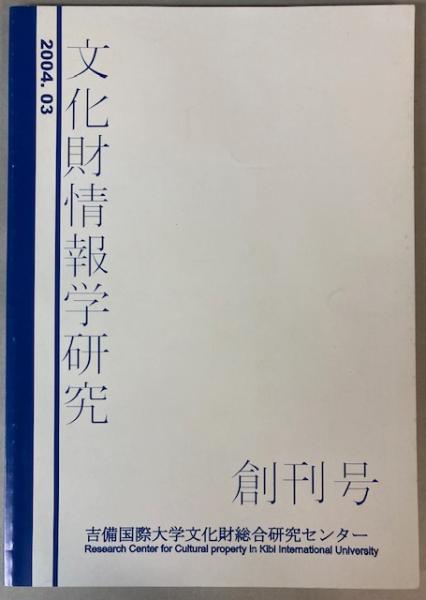 2004. 03
文化財情報学研究
創刊号
吉備国際大学文化財総合研究センター
Research Center for Cultural property in Kibi International University